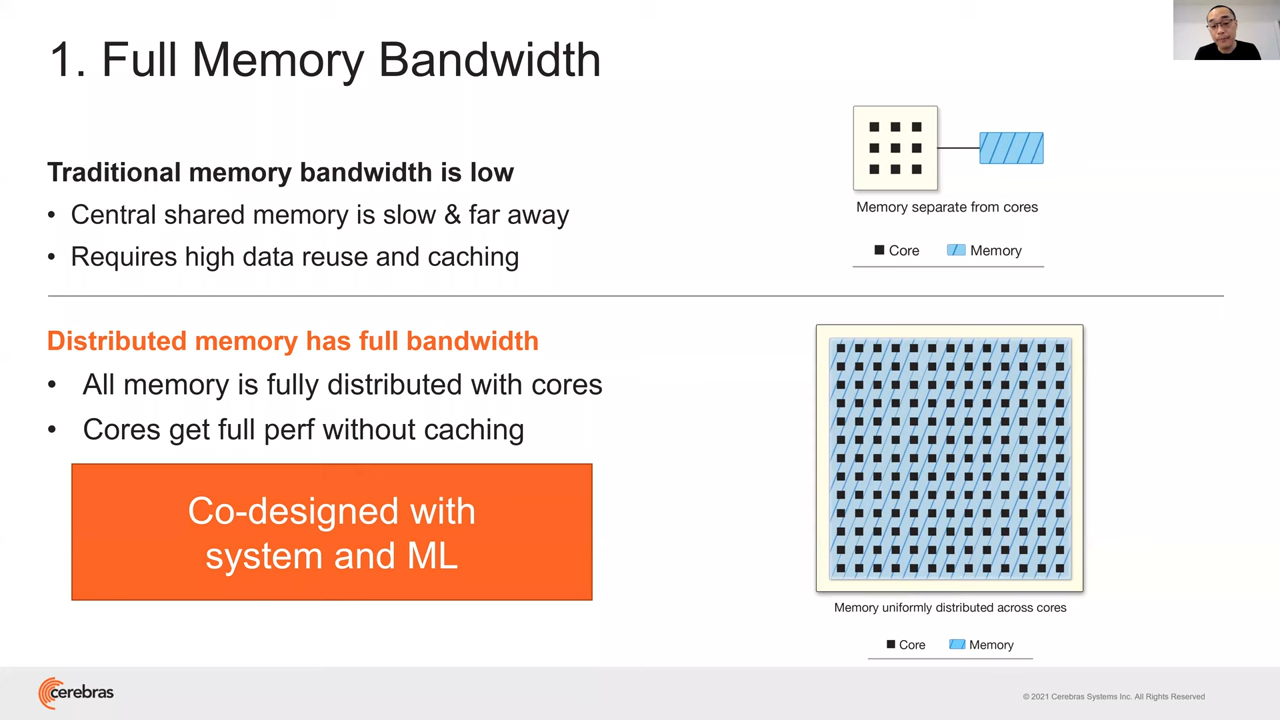 1. Full Memory Bandwidth
Traditional memory bandwidth is low
• Central shared memory is slow & far away
• Requires high data reuse and caching
Memory separate from cores
Core
Memory
Distributed memory has full bandwidth
• All memory is fully distributed with cores
• Cores get full perf without caching
Co-designed with
system and ML
Memory uniformly distributed across cores
Core
Memory
cerebras
© 2021 Cerebras Systems Inc. All Rights Reserved